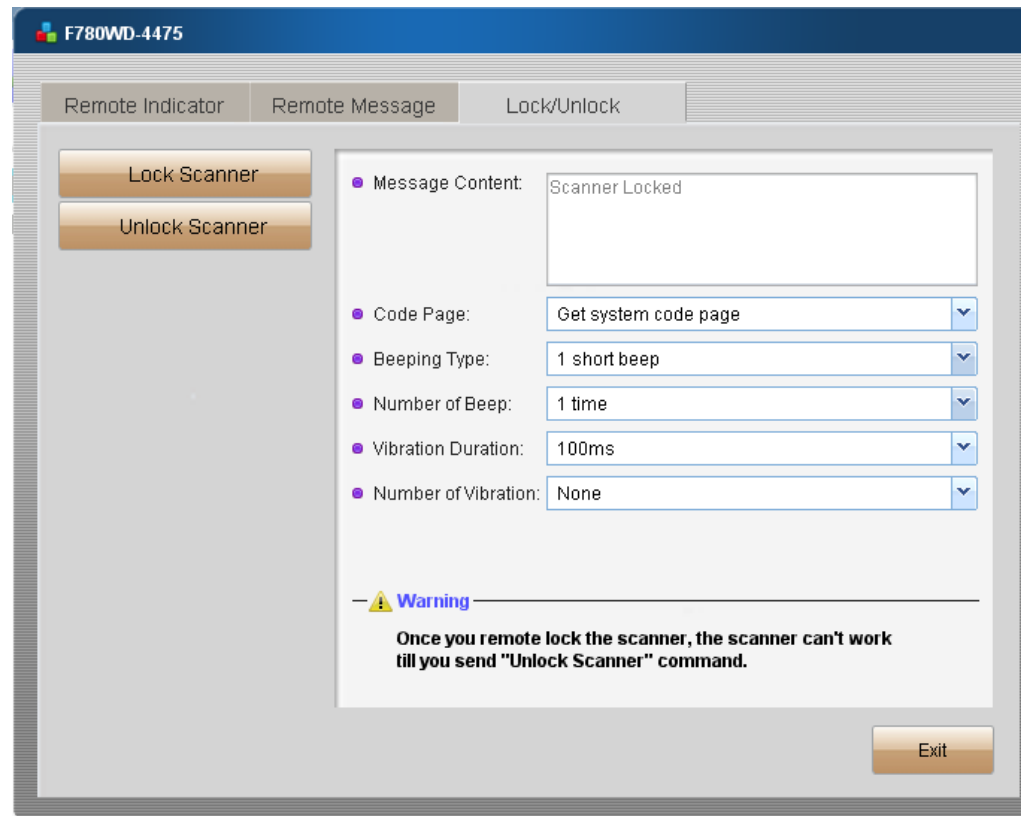 F780WD-4475
Remote Indicator
Remote Message
Lock/Unlock
Lock Scanner
Unlock Scanner
Message Content:
Scanner Locked
Code Page:
Get system code page
Beeping Type:
1 short beep
Number of Beep:
1 time
Vibration Duration:
100ms
Number of Vibration:
None
Warning
Once you remote lock the scanner, the scanner can't work
till you send "Unlock Scanner" command.
Exit